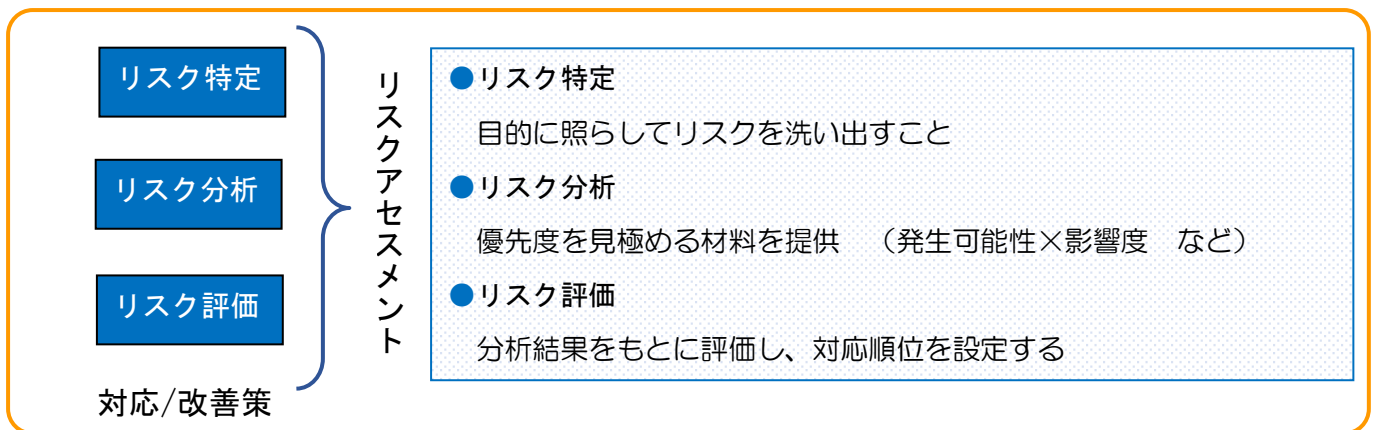 リスク特定
リスク分析
リスク評価
対応/改善策
リスクアセスメント
●リスク特定
目的に照らしてリスクを洗い出すこと
●リスク分析
優先度を見極める材料を提供　（発生可能性×影響度　など）
●リスク評価
分析結果をもとに評価し、対応順位を設定する